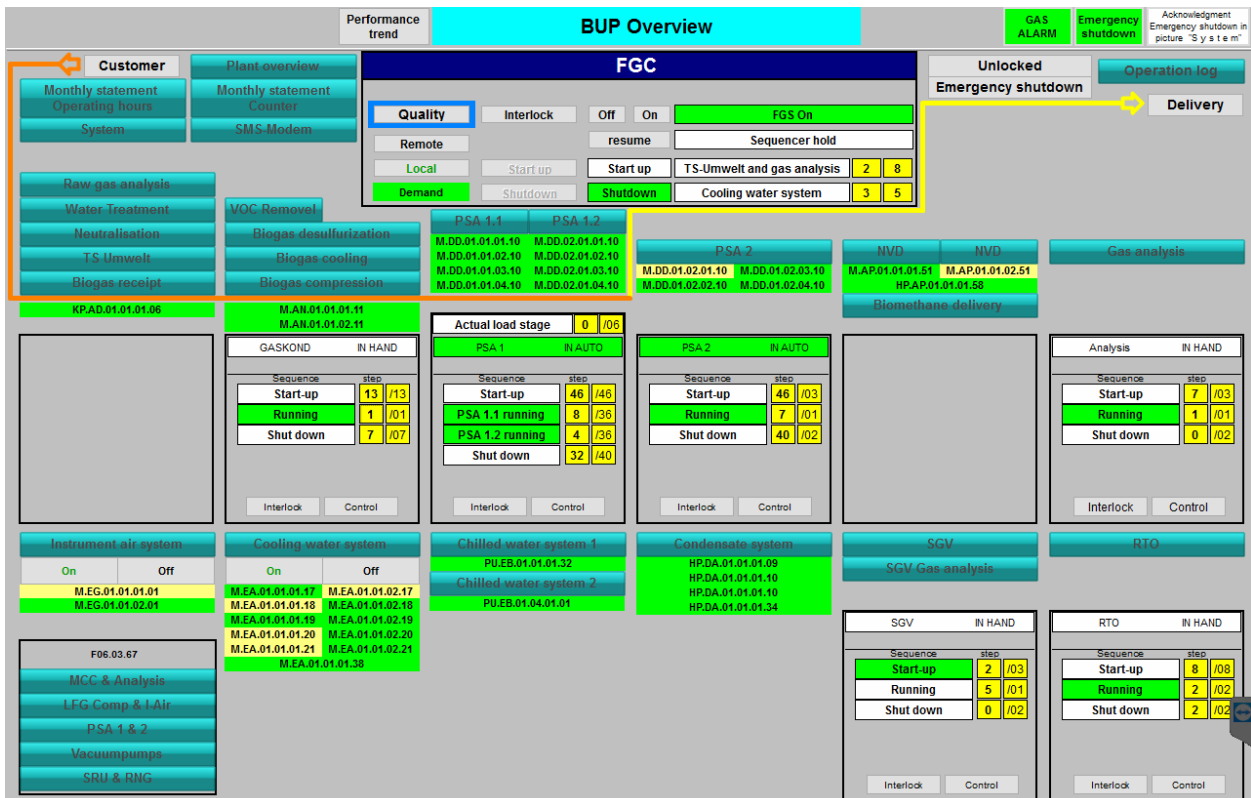 Performance
trend
BUP Overview
GAS
ALARM
Emergency
shutdown
Acknowledgment
Emergency shutdown in
picture "S y s t e m"
Customer
Plant overview
Monthly statement
Operating hours
Monthly statement
Counter
System
SMS-Modem
FGC
Quality
Interlock
Off
On
FGS On
Remote
resume
Sequencer hold
Local
Start up
Start up
TS-Umwelt and gas analysis
2
8
Demand
Shutdown
Shutdown
Cooling water system
3
5
Unlocked
Emergency shutdown
Operation log
Delivery
Raw gas analysis
Water Treatment
VOC Removel
Neutralisation
Biogas desulfurization
TS Umwelt
Biogas cooling
Biogas receipt
Biogas compression
PSA 1.1
PSA 1.2
M.DD.01.01.01.10
M.DD.02.01.01.10
M.DD.01.01.02.10
M.DD.02.01.02.10
M.DD.01.01.03.10
M.DD.02.01.03.10
M.DD.01.01.04.10
M.DD.02.01.04.10
PSA 2
M.DD.01.02.01.10
M.DD.01.02.03.10
M.DD.01.02.02.10
M.DD.01.02.04.10
NVD
NVD
M.AP.01.01.01.51
M.AP.01.01.02.51
HP.AP.01.01.01.58
Biomethane delivery
Gas analysis
KP.AD.01.01.01.06
M.AN.01.01.01.11
M.AN.01.01.02.11
Actual load stage
0
/06
GASKOND
IN HAND
Sequence
step
Start-up
13
/13
Running
1
/01
Shut down
7
/07
Interlock
Control
PSA 1
IN AUTO
Sequence
step
Start-up
46
/46
PSA 1.1 running
8
/36
PSA 1.2 running
4
/36
Shut down
32
/40
Interlock
Control
PSA 2
IN AUTO
Sequence
step
Start-up
46
/03
Running
7
/01
Shut down
40
/02
Interlock
Control
Analysis
IN HAND
Sequence
step
Start-up
7
/03
Running
1
/01
Shut down
0
/02
Interlock
Control
Instrument air system
On
Off
M.EG.01.01.01.01
M.EG.01.01.02.01
Cooling water system
On
Off
M.EA.01.01.01.17
M.EA.01.01.02.17
M.EA.01.01.01.18
M.EA.01.01.02.18
M.EA.01.01.01.19
M.EA.01.01.02.19
M.EA.01.01.01.20
M.EA.01.01.02.20
M.EA.01.01.01.21
M.EA.01.01.02.21
M.EA.01.01.01.38
Chilled water system 1
PU.EB.01.01.01.32
Chilled water system 2
PU.EB.01.04.01.01
Condensate system
HP.DA.01.01.01.09
HP.DA.01.01.01.10
HP.DA.01.01.01.10
HP.DA.01.01.01.34
SGV
SGV Gas analysis
RTO
F06.03.67
MCC & Analysis
LFG Comp & I-Air
PSA 1 & 2
Vacuumpumps
SRU & RNG
SGV
IN HAND
Sequence
step
Start-up
2
/03
Running
5
/01
Shut down
0
/02
Interlock
Control
RTO
IN HAND
Sequence
step
Start-up
8
/08
Running
2
/02
Shut down
2
/02
Interlock
Control